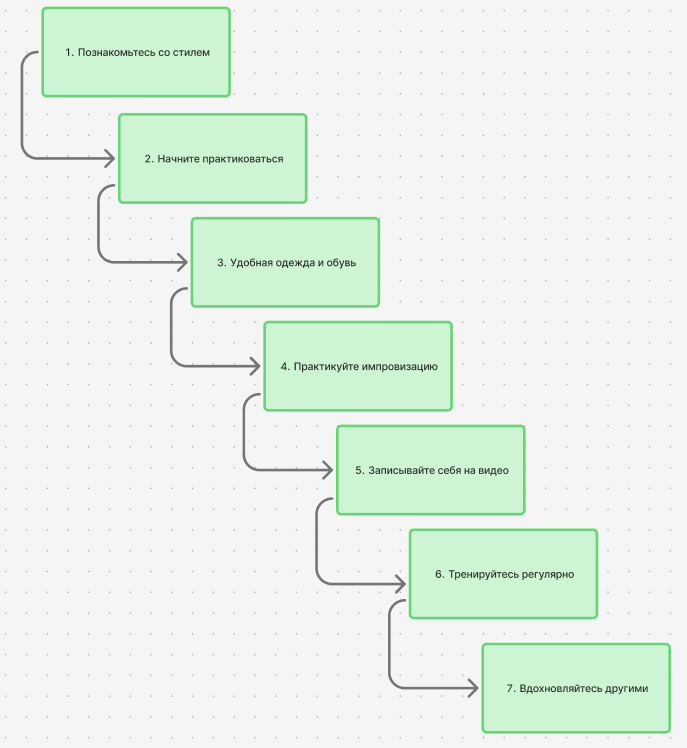 1. Познакомьтесь со стилем
2. Начните практиковаться
3. Удобная одежда и обувь
4. Практикуйте импровизацию
5. Записывайте себя на видео
6. Тренируйтесь регулярно
7. Вдохновляйтесь другими